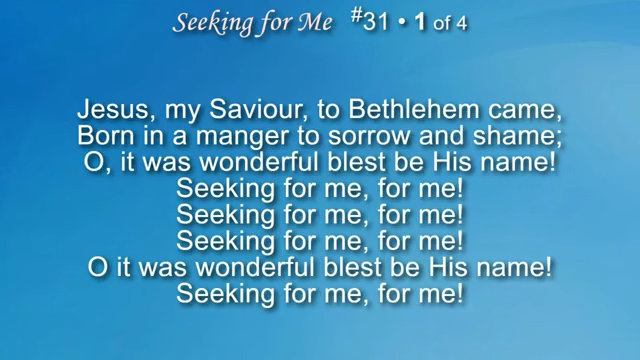 Seeking for Me #31 • 1 of 4
Jesus, my Saviour, to Bethlehem came,
Born in a manger to sorrow and shame;
O, it was wonderful blest be His name!
Seeking for me, for me!
Seeking for me, for me!
Seeking for me, for me!
O it was wonderful blest be His name!
Seeking for me, for me!